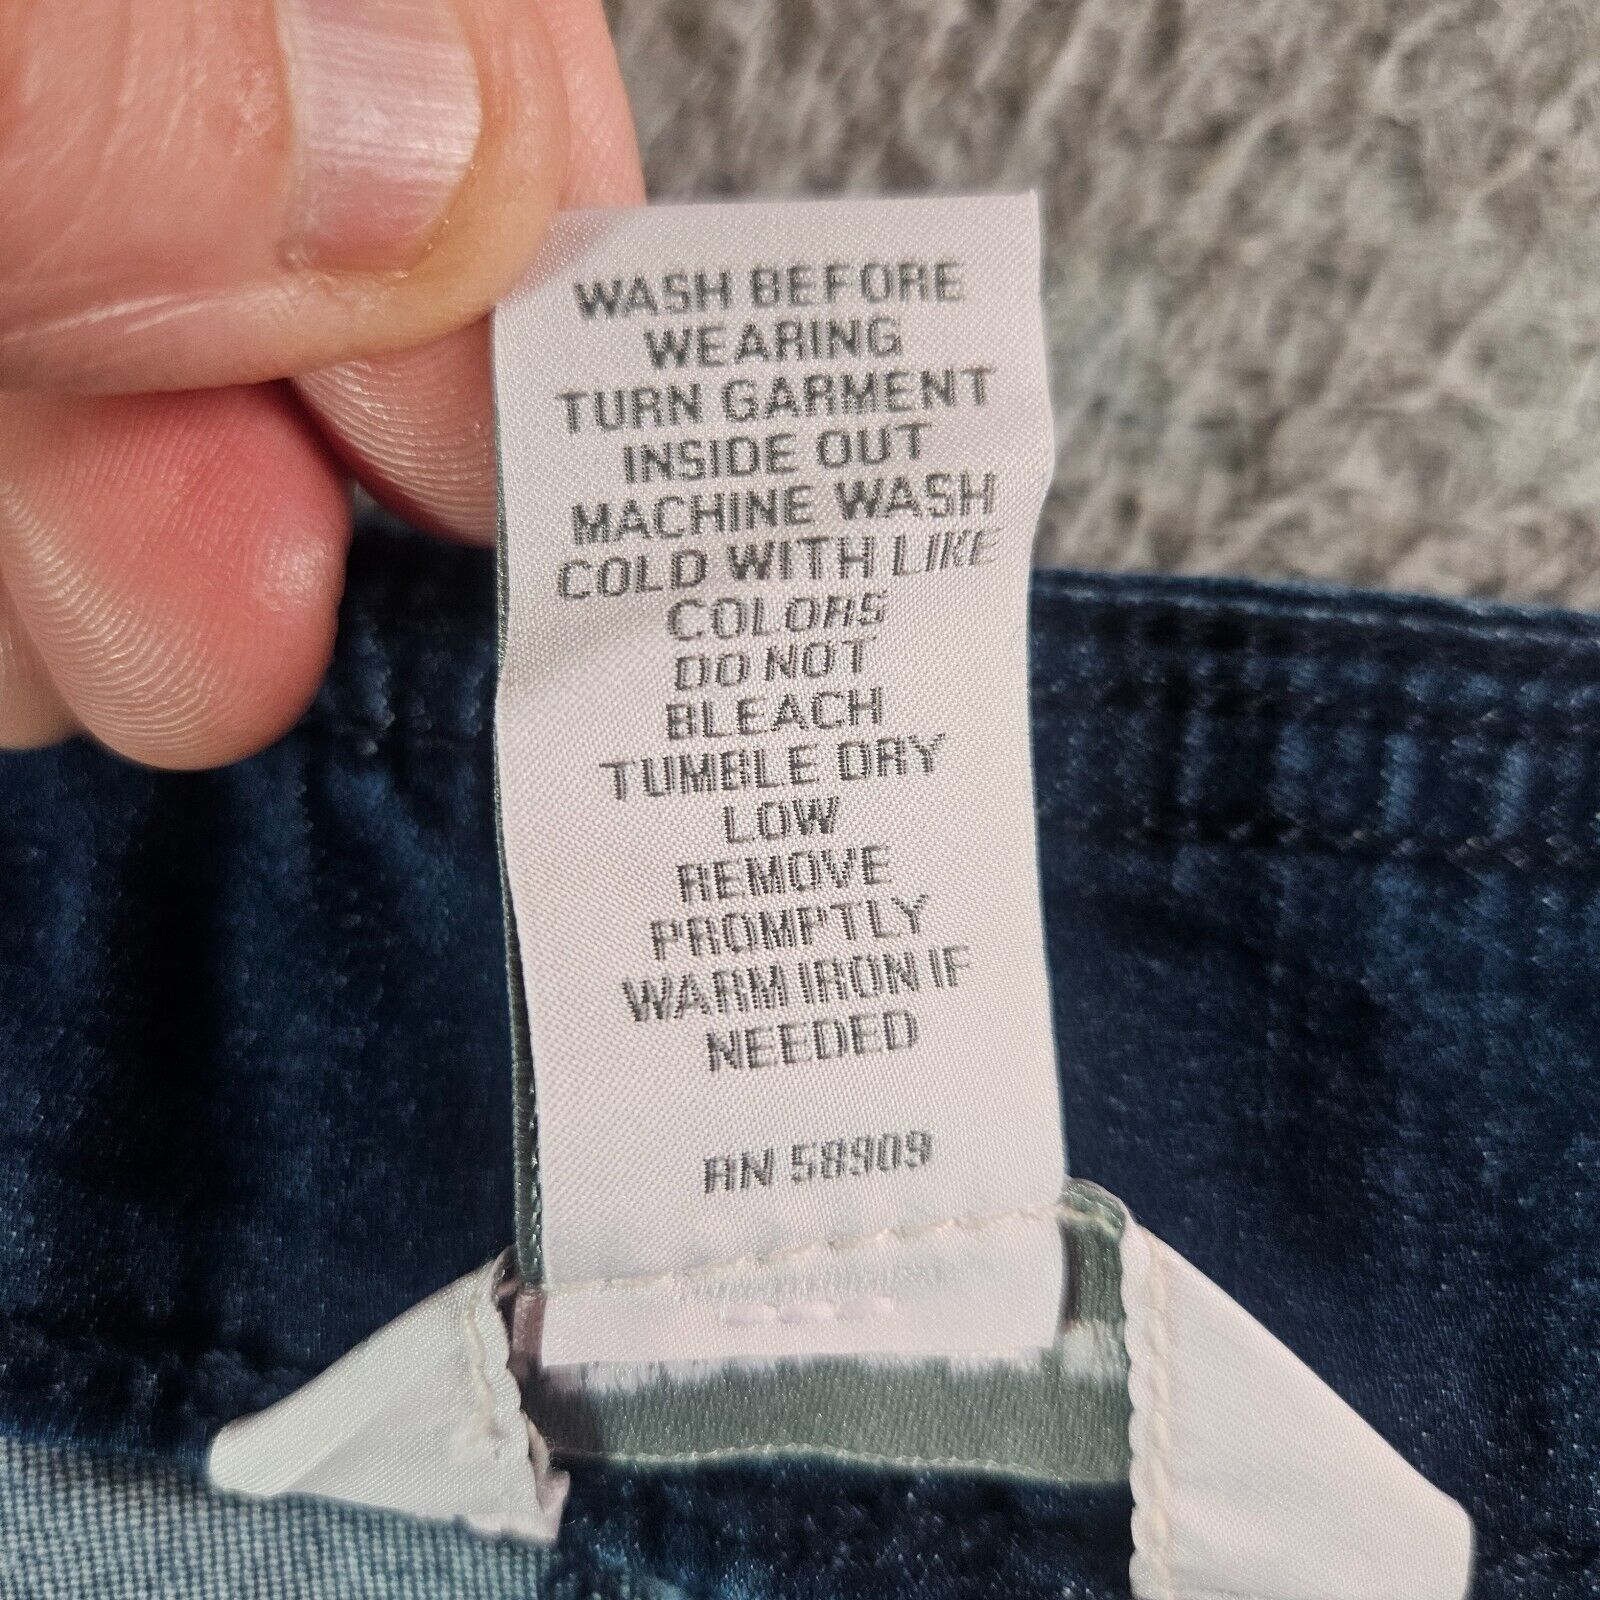 WASH BEFORE
WEARING
TURN GARMENT
INSIDE OUT
MACHINE WASH
COLD WITH LIKE
COLORS
DO NOT
BLEACH
TUMBLE DRY
LOW
REMOVE
PROMPTLY
WARM IRON IF
NEEDED
RN 58909